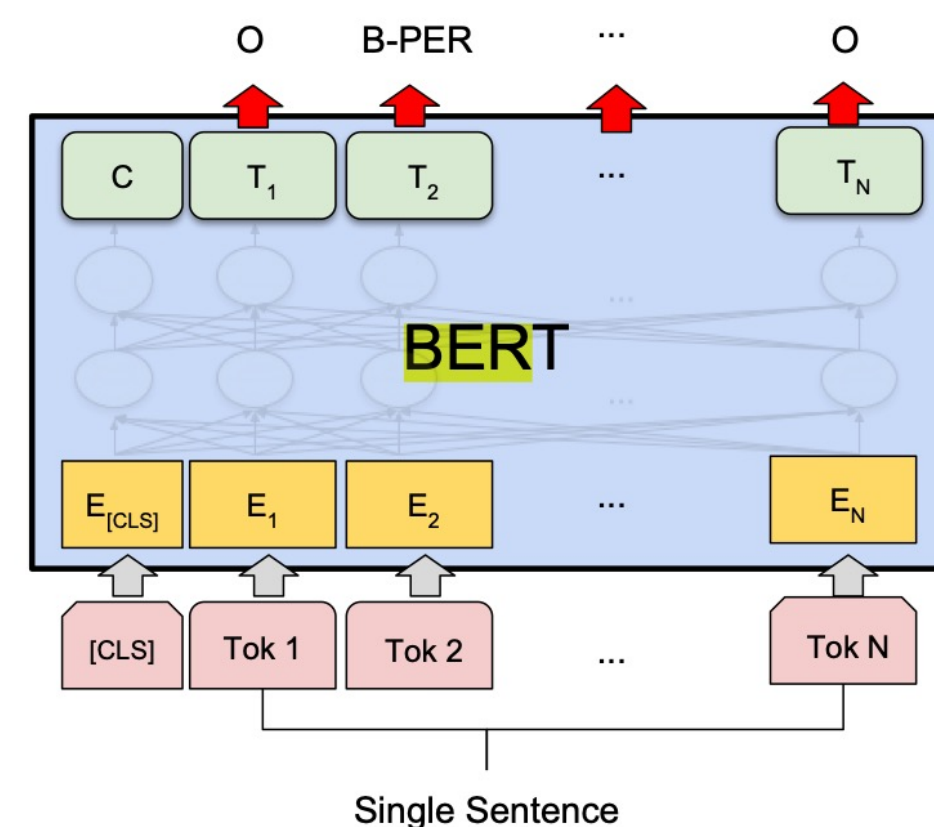 O B-PER ... O
C T1 T2 ... TN
...
BERT
...
E[CLS] E1 E2 ... EN
[CLS] Tok 1 Tok 2 ... Tok N
Single Sentence